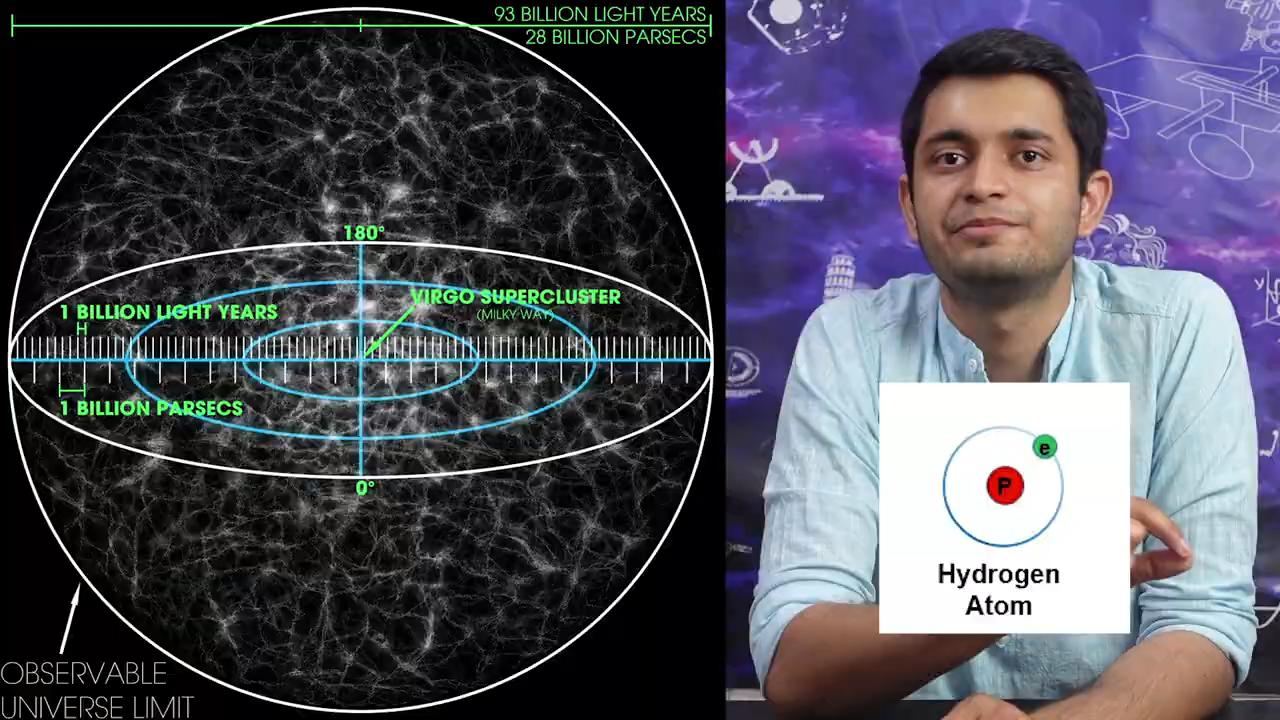 93 BILLION LIGHT YEARS
28 BILLION PARSECS
180°
VIRGO SUPERCLUSTER
(MILKY WAY)
1 BILLION LIGHT YEARS
1 BILLION PARSECS
0°
OBSERVABLE
UNIVERSE LIMIT
e
P
Hydrogen
Atom